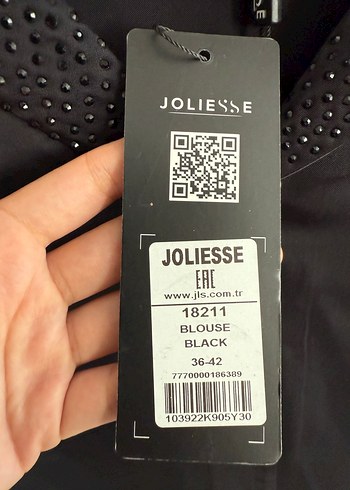 JOLIESSE
JOLIESSE
EAC
www.jls.com.tr
18211
BLOUSE
BLACK
36-42
7770000186389
103922K905Y30